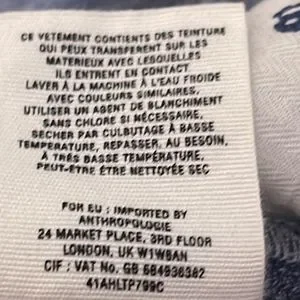 CE VETEMENT CONTIENTS DES TEINTURE
QUI PEUX TRANSFERENT SUR LES
MATERIEUX AVEC LESQUELLES
ILS ENTRENT EN CONTACT
LAVER À LA MACHINE À L'EAU FROIDE
AVEC COULEURS SIMILAIRES,
UTILISER UN AGENT DE BLANCHIMENT
SANS CHLORE SI NÉCESSAIRE,
SECHER PAR CULBUTAGE À BASSE
TEMPERATURE, REPASSER, AU BESOIN,
À TRÈS BASSE TEMPÉRATURE,
PEUT-ÊTRE ÊTRE NETTOYÉE SEC
FOR EU : IMPORTED BY
ANTHROPOLOGIE
24 MARKET PLACE, 3RD FLOOR
LONDON, UK W1W8AN
CIF : VAT No. GB 584936382
41AHLTP799C